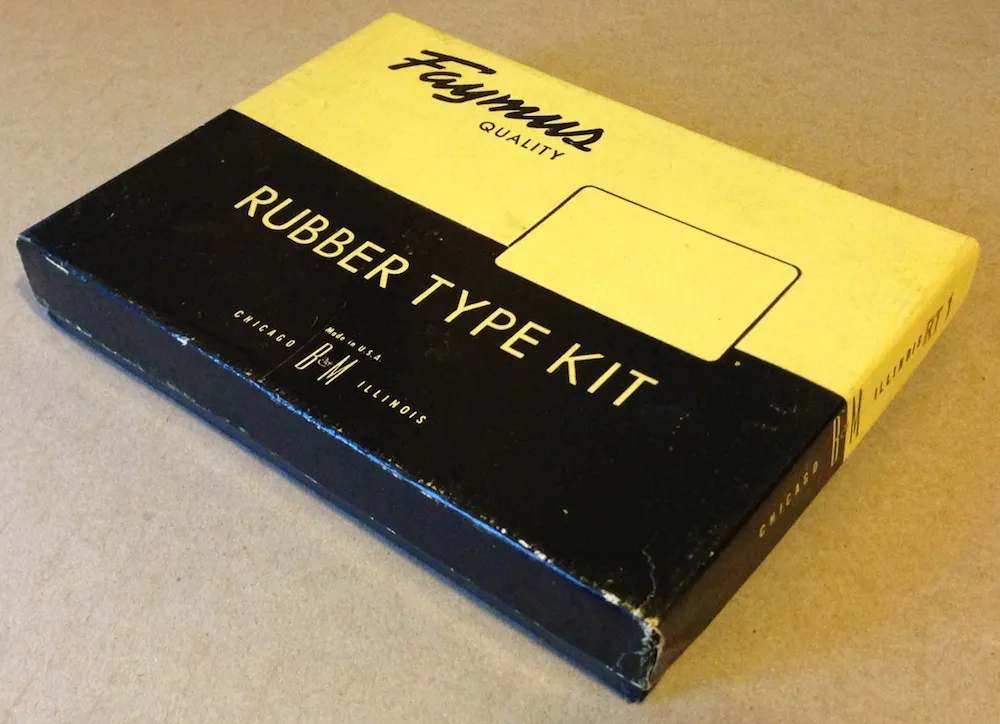 Faymus
QUALITY
RUBBER TYPE KIT
Made in U.S.A.
CHICAGO B&M ILLINOIS
CHICAGO B&M ILLINOIS RT 1